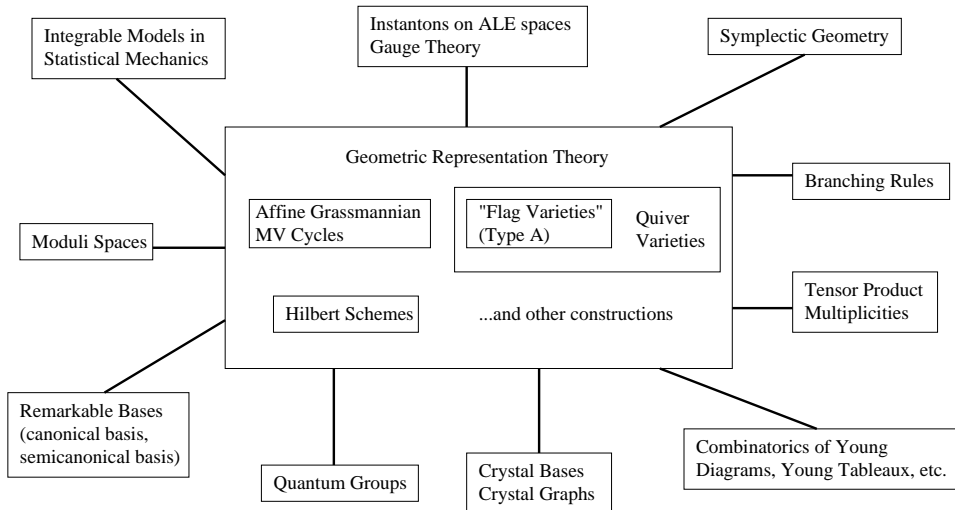 Integrable Models in
Statistical Mechanics
Instantons on ALE spaces
Gauge Theory
Symplectic Geometry
Geometric Representation Theory
Affine Grassmannian
MV Cycles
"Flag Varieties"
(Type A)
Quiver
Varieties
Branching Rules
Moduli Spaces
Hilbert Schemes
...and other constructions
Tensor Product
Multiplicities
Remarkable Bases
(canonical basis,
semicanonical basis)
Quantum Groups
Crystal Bases
Crystal Graphs
Combinatorics of Young
Diagrams, Young Tableaux, etc.